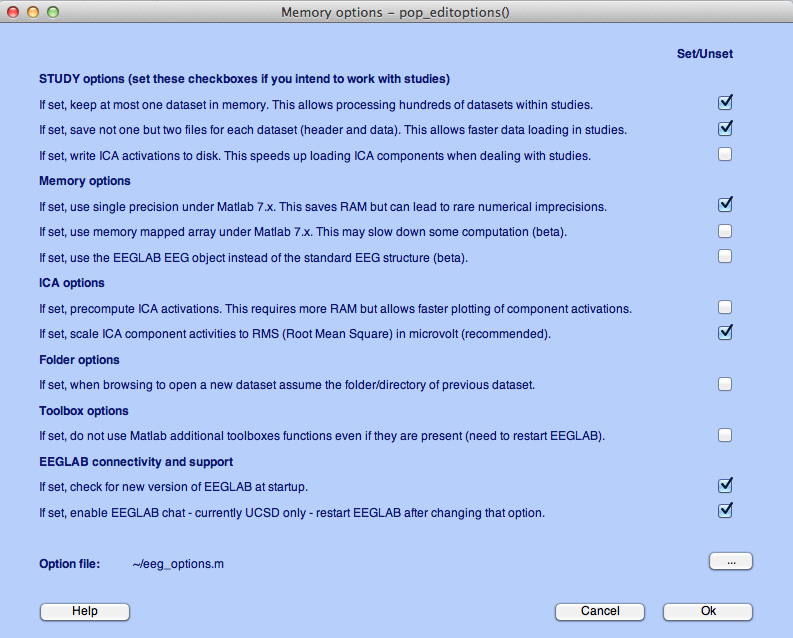 Memory options – pop_editoptions()
Set/Unset
STUDY options (set these checkboxes if you intend to work with studies)
If set, keep at most one dataset in memory. This allows processing hundreds of datasets within studies.
If set, save not one but two files for each dataset (header and data). This allows faster data loading in studies.
If set, write ICA activations to disk. This speeds up loading ICA components when dealing with studies.
Memory options
If set, use single precision under Matlab 7.x. This saves RAM but can lead to rare numerical imprecisions.
If set, use memory mapped array under Matlab 7.x. This may slow down some computation (beta).
If set, use the EEGLAB EEG object instead of the standard EEG structure (beta).
ICA options
If set, precompute ICA activations. This requires more RAM but allows faster plotting of component activations.
If set, scale ICA component activities to RMS (Root Mean Square) in microvolt (recommended).
Folder options
If set, when browsing to open a new dataset assume the folder/directory of previous dataset.
Toolbox options
If set, do not use Matlab additional toolboxes functions even if they are present (need to restart EEGLAB).
EEGLAB connectivity and support
If set, check for new version of EEGLAB at startup.
If set, enable EEGLAB chat - currently UCSD only - restart EEGLAB after changing that option.
Option file: ~/eeg_options.m ...
Help Cancel Ok